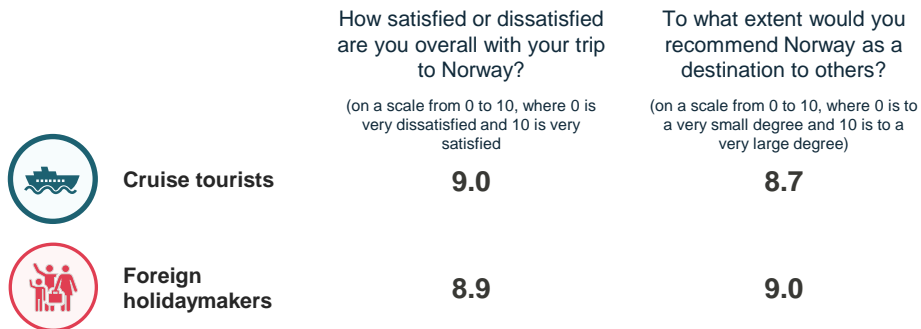 How satisfied or dissatisfied
are you overall with your trip
to Norway?
(on a scale from 0 to 10, where 0 is
very dissatisfied and 10 is very
satisfied
To what extent would you
recommend Norway as a
destination to others?
(on a scale from 0 to 10, where 0 is to
a very small degree and 10 is to a
very large degree)
Cruise tourists
9.0
8.7
Foreign
holidaymakers
8.9
9.0